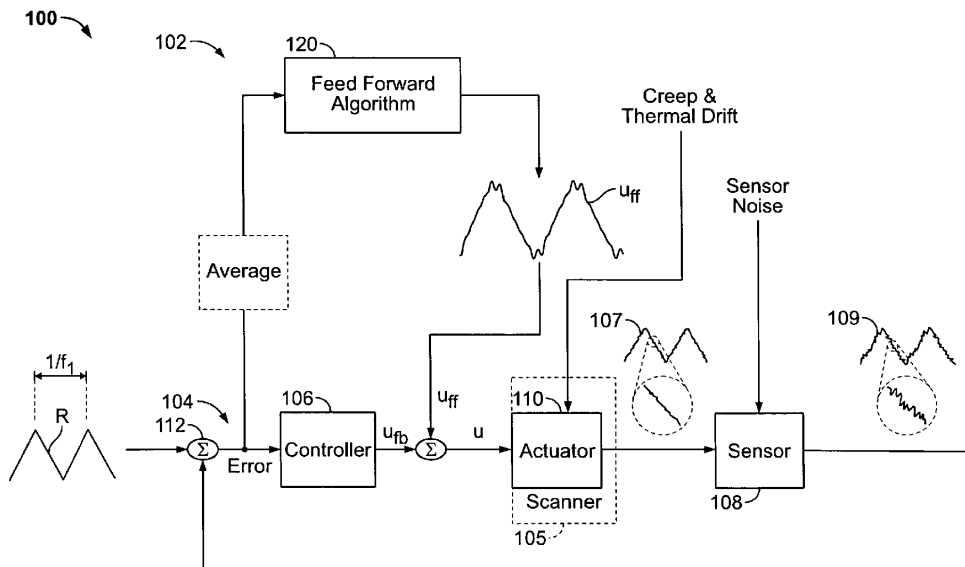 100
102
120
Feed Forward
Algorithm
Creep &
Thermal Drift
Sensor
Noise
uff
Average
107
109
1/f1
R
104
112
Σ
Error
106
Controller
ufb
uff
Σ
u
110
Actuator
Scanner
105
Sensor
108